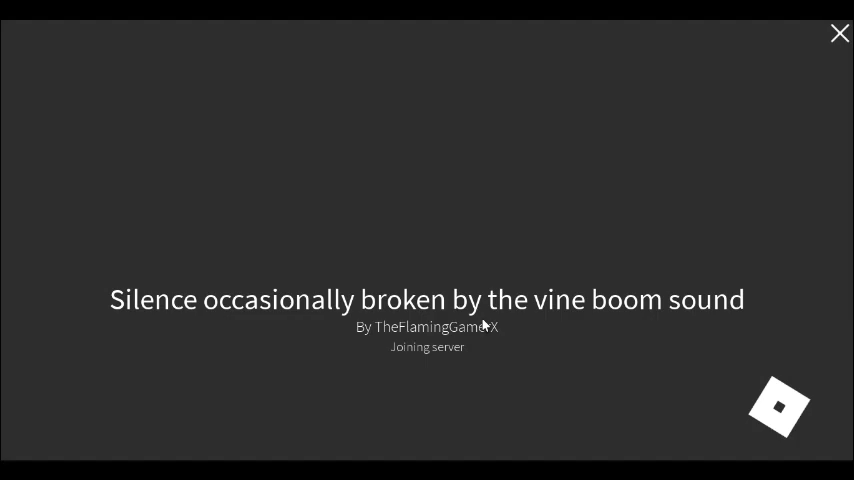 Silence occasionally broken by the vine boom sound
By TheFlamingGamerX
Joining server